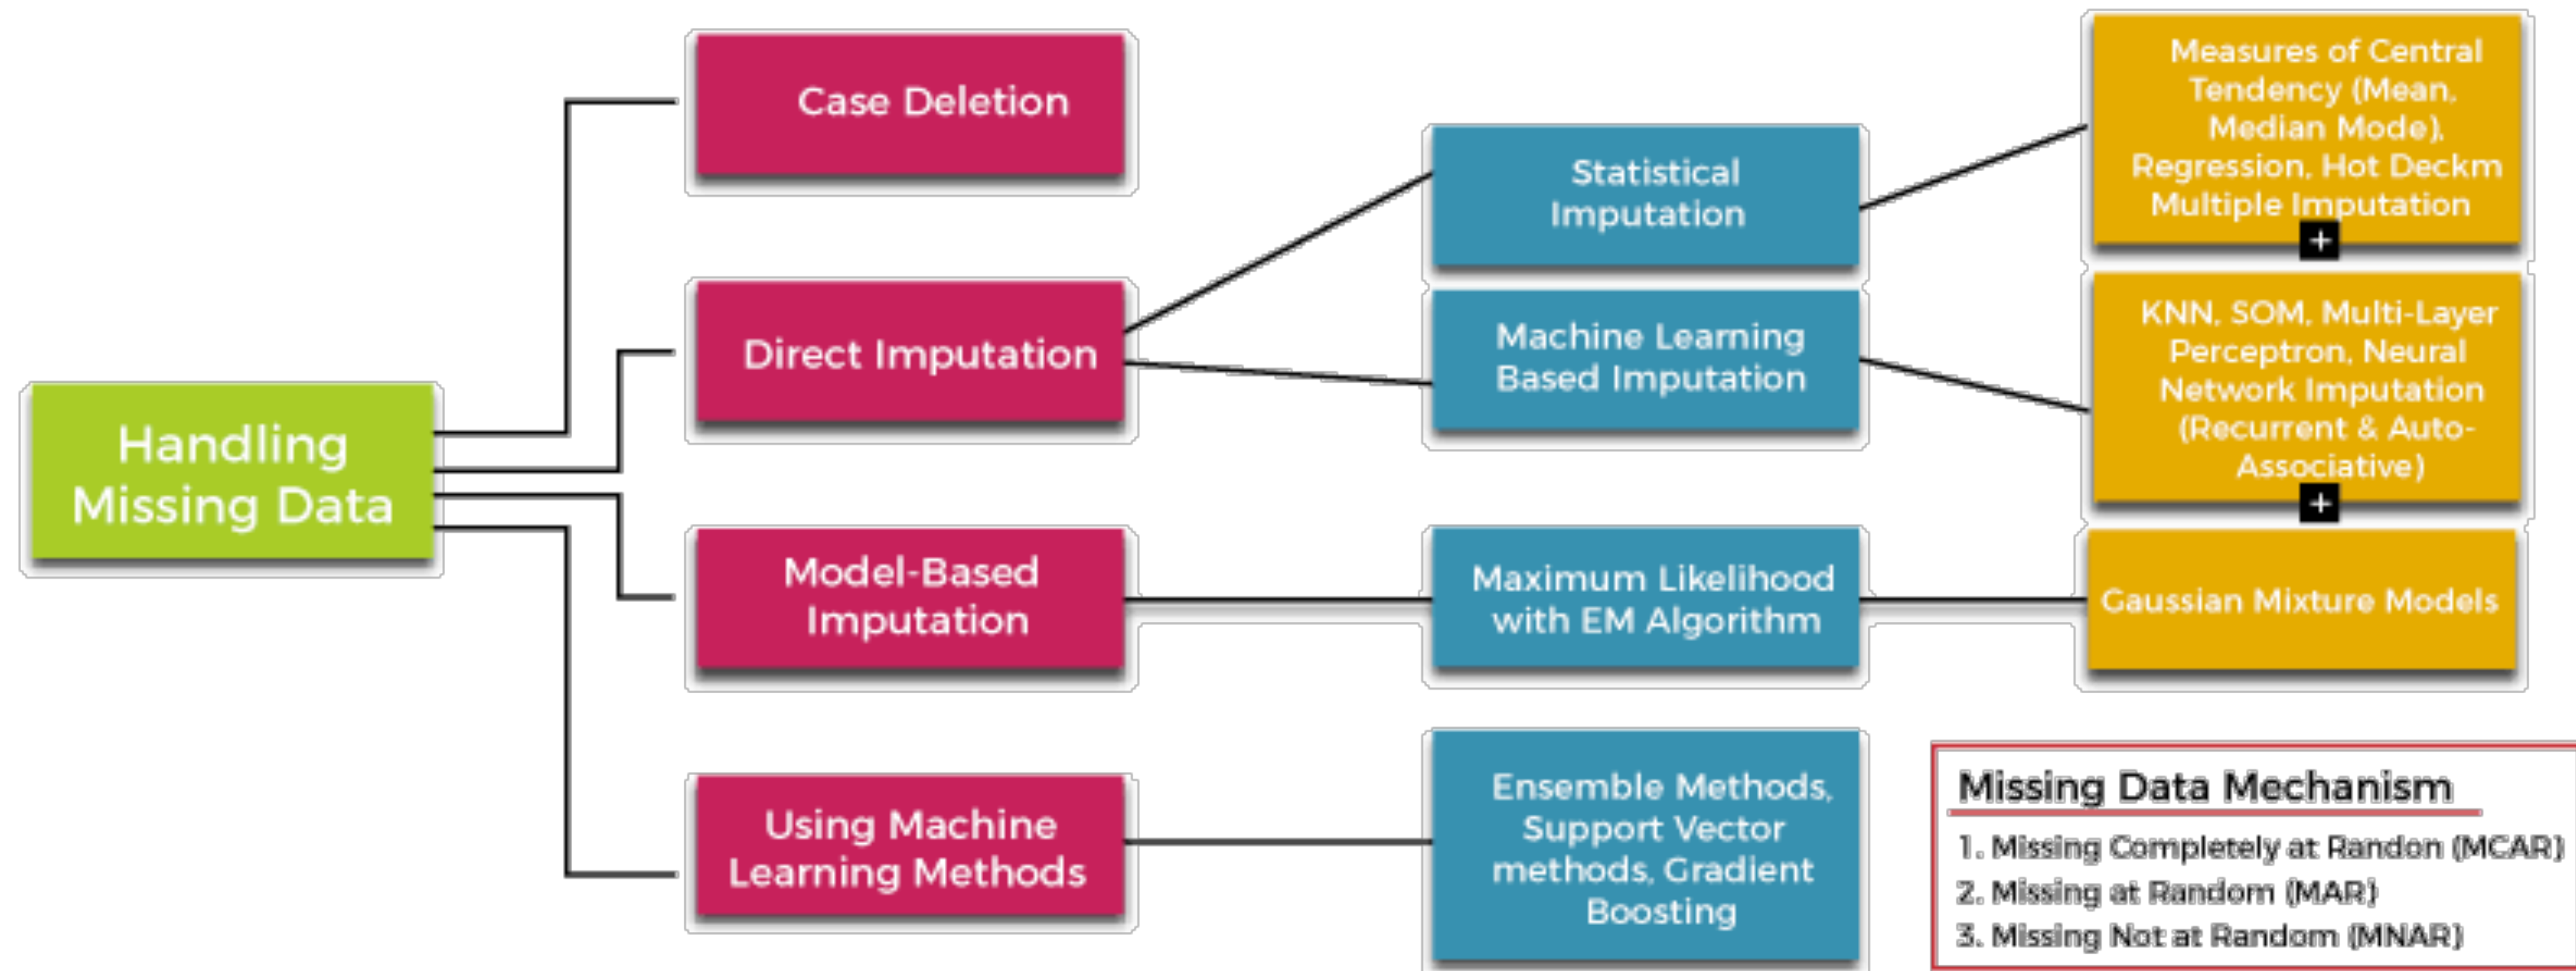 Handling
Missing Data
Case Deletion
Direct Imputation
Model-Based
Imputation
Using Machine
Learning Methods
Statistical
Imputation
Machine Learning
Based Imputation
Maximum Likelihood
with EM Algorithm
Ensemble Methods,
Support Vector
methods, Gradient
Boosting
Measures of Central
Tendency (Mean,
Median Mode),
Regression, Hot Deckm
Multiple Imputation
+
KNN, SOM, Multi-Layer
Perceptron, Neural
Network Imputation
(Recurrent & Auto-
Associative)
+
Gaussian Mixture Models
Missing Data Mechanism
1. Missing Completely at Randon (MCAR)
2. Missing at Random (MAR)
3. Missing Not at Random (MNAR)